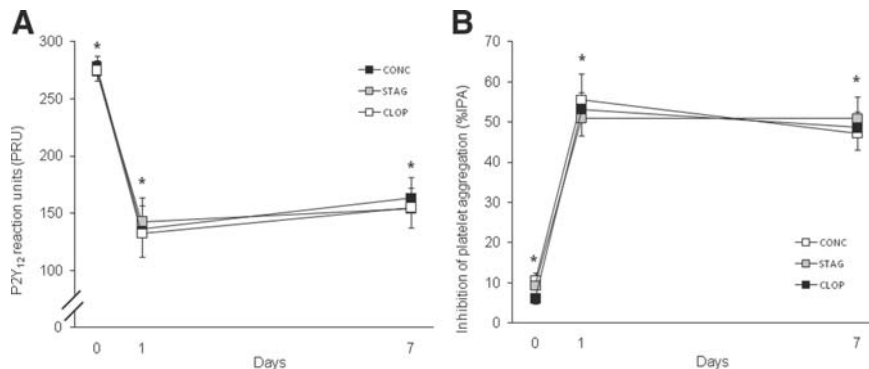 A
300
250
200
150
100
0
P2Y12 reaction units (PRU)
*
*
*
CONC
STAG
CLOP
0 1 7
Days
B
70
60
50
40
30
20
10
0
Inhibition of platelet aggregation (%IPA)
*
*
*
CONC
STAG
CLOP
0 1 7
Days